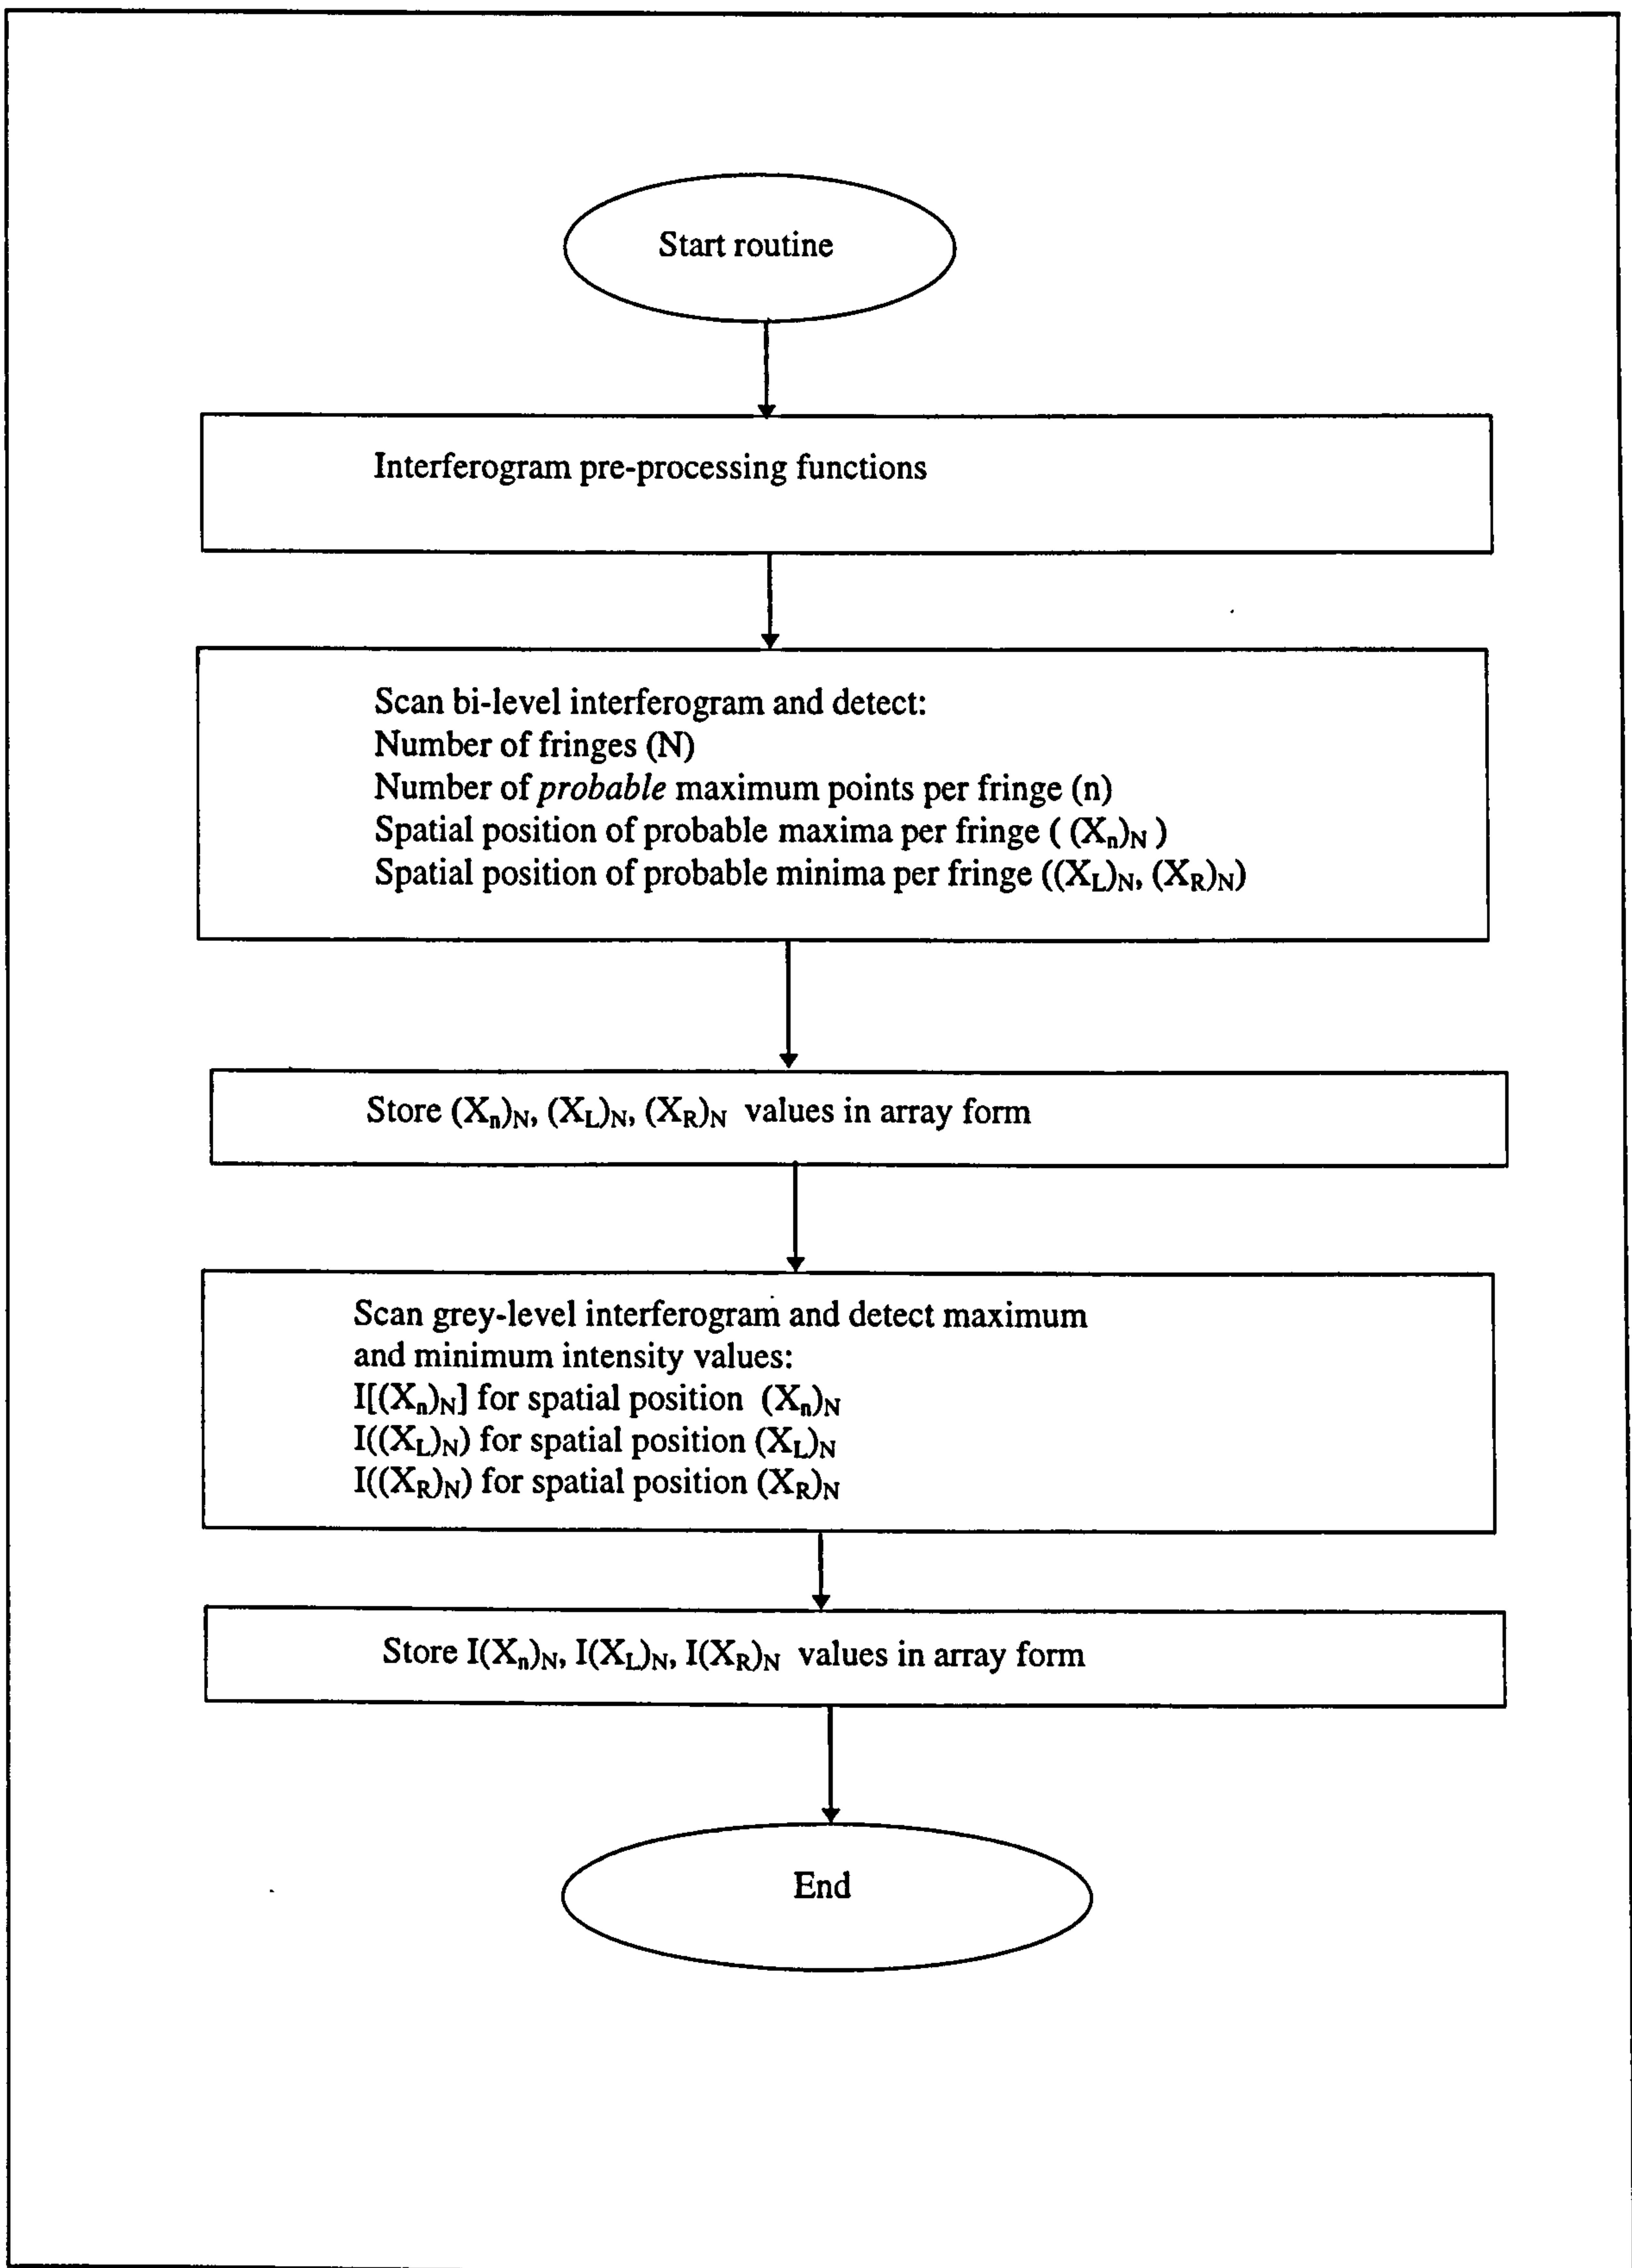 Start routine
Interferogram pre-processing functions
Scan bi-level interferogram and detect:
Number of fringes (N)
Number of probable maximum points per fringe (n)
Spatial position of probable maxima per fringe ( (Xₙ)N )
Spatial position of probable minima per fringe ((XL)N, (XR)N)
Store (Xₙ)N, (XL)N, (XR)N values in array form
Scan grey-level interferogram and detect maximum
and minimum intensity values:
I[(Xₙ)N] for spatial position (Xₙ)N
I((XL)N) for spatial position (XL)N
I((XR)N) for spatial position (XR)N
Store I(Xₙ)N, I(XL)N, I(XR)N values in array form
End